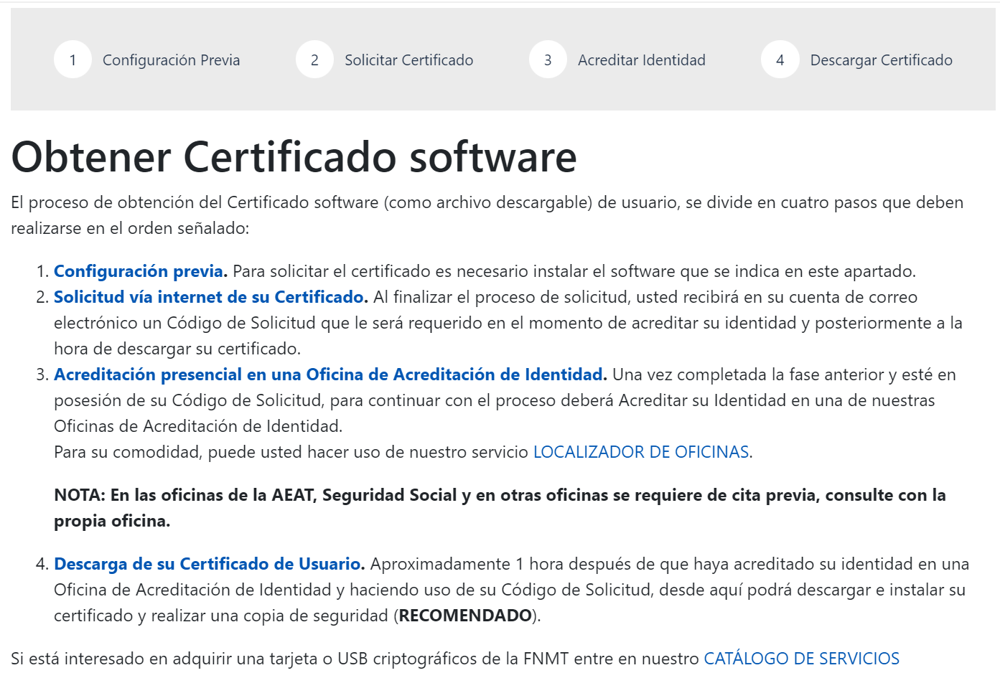 1 Configuración Previa 2 Solicitar Certificado 3 Acreditar Identidad 4 Descargar Certificado
Obtener Certificado software
El proceso de obtención del Certificado software (como archivo descargable) de usuario, se divide en cuatro pasos que deben
realizarse en el orden señalado:
1. Configuración previa. Para solicitar el certificado es necesario instalar el software que se indica en este apartado.
2. Solicitud vía internet de su Certificado. Al finalizar el proceso de solicitud, usted recibirá en su cuenta de correo
electrónico un Código de Solicitud que le será requerido en el momento de acreditar su identidad y posteriormente a la
hora de descargar su certificado.
3. Acreditación presencial en una Oficina de Acreditación de Identidad. Una vez completada la fase anterior y esté en
posesión de su Código de Solicitud, para continuar con el proceso deberá Acreditar su Identidad en una de nuestras
Oficinas de Acreditación de Identidad.
Para su comodidad, puede usted hacer uso de nuestro servicio LOCALIZADOR DE OFICINAS.
NOTA: En las oficinas de la AEAT, Seguridad Social y en otras oficinas se requiere de cita previa, consulte con la
propia oficina.
4. Descarga de su Certificado de Usuario. Aproximadamente 1 hora después de que haya acreditado su identidad en una
Oficina de Acreditación de Identidad y haciendo uso de su Código de Solicitud, desde aquí podrá descargar e instalar su
certificado y realizar una copia de seguridad (RECOMENDADO).
Si está interesado en adquirir una tarjeta o USB criptográficos de la FNMT entre en nuestro CATÁLOGO DE SERVICIOS